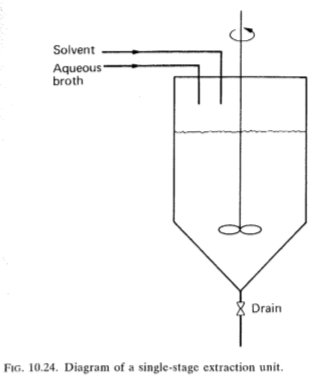 Solvent
Aqueous
broth
Drain
FIG. 10.24. Diagram of a single-stage extraction unit.